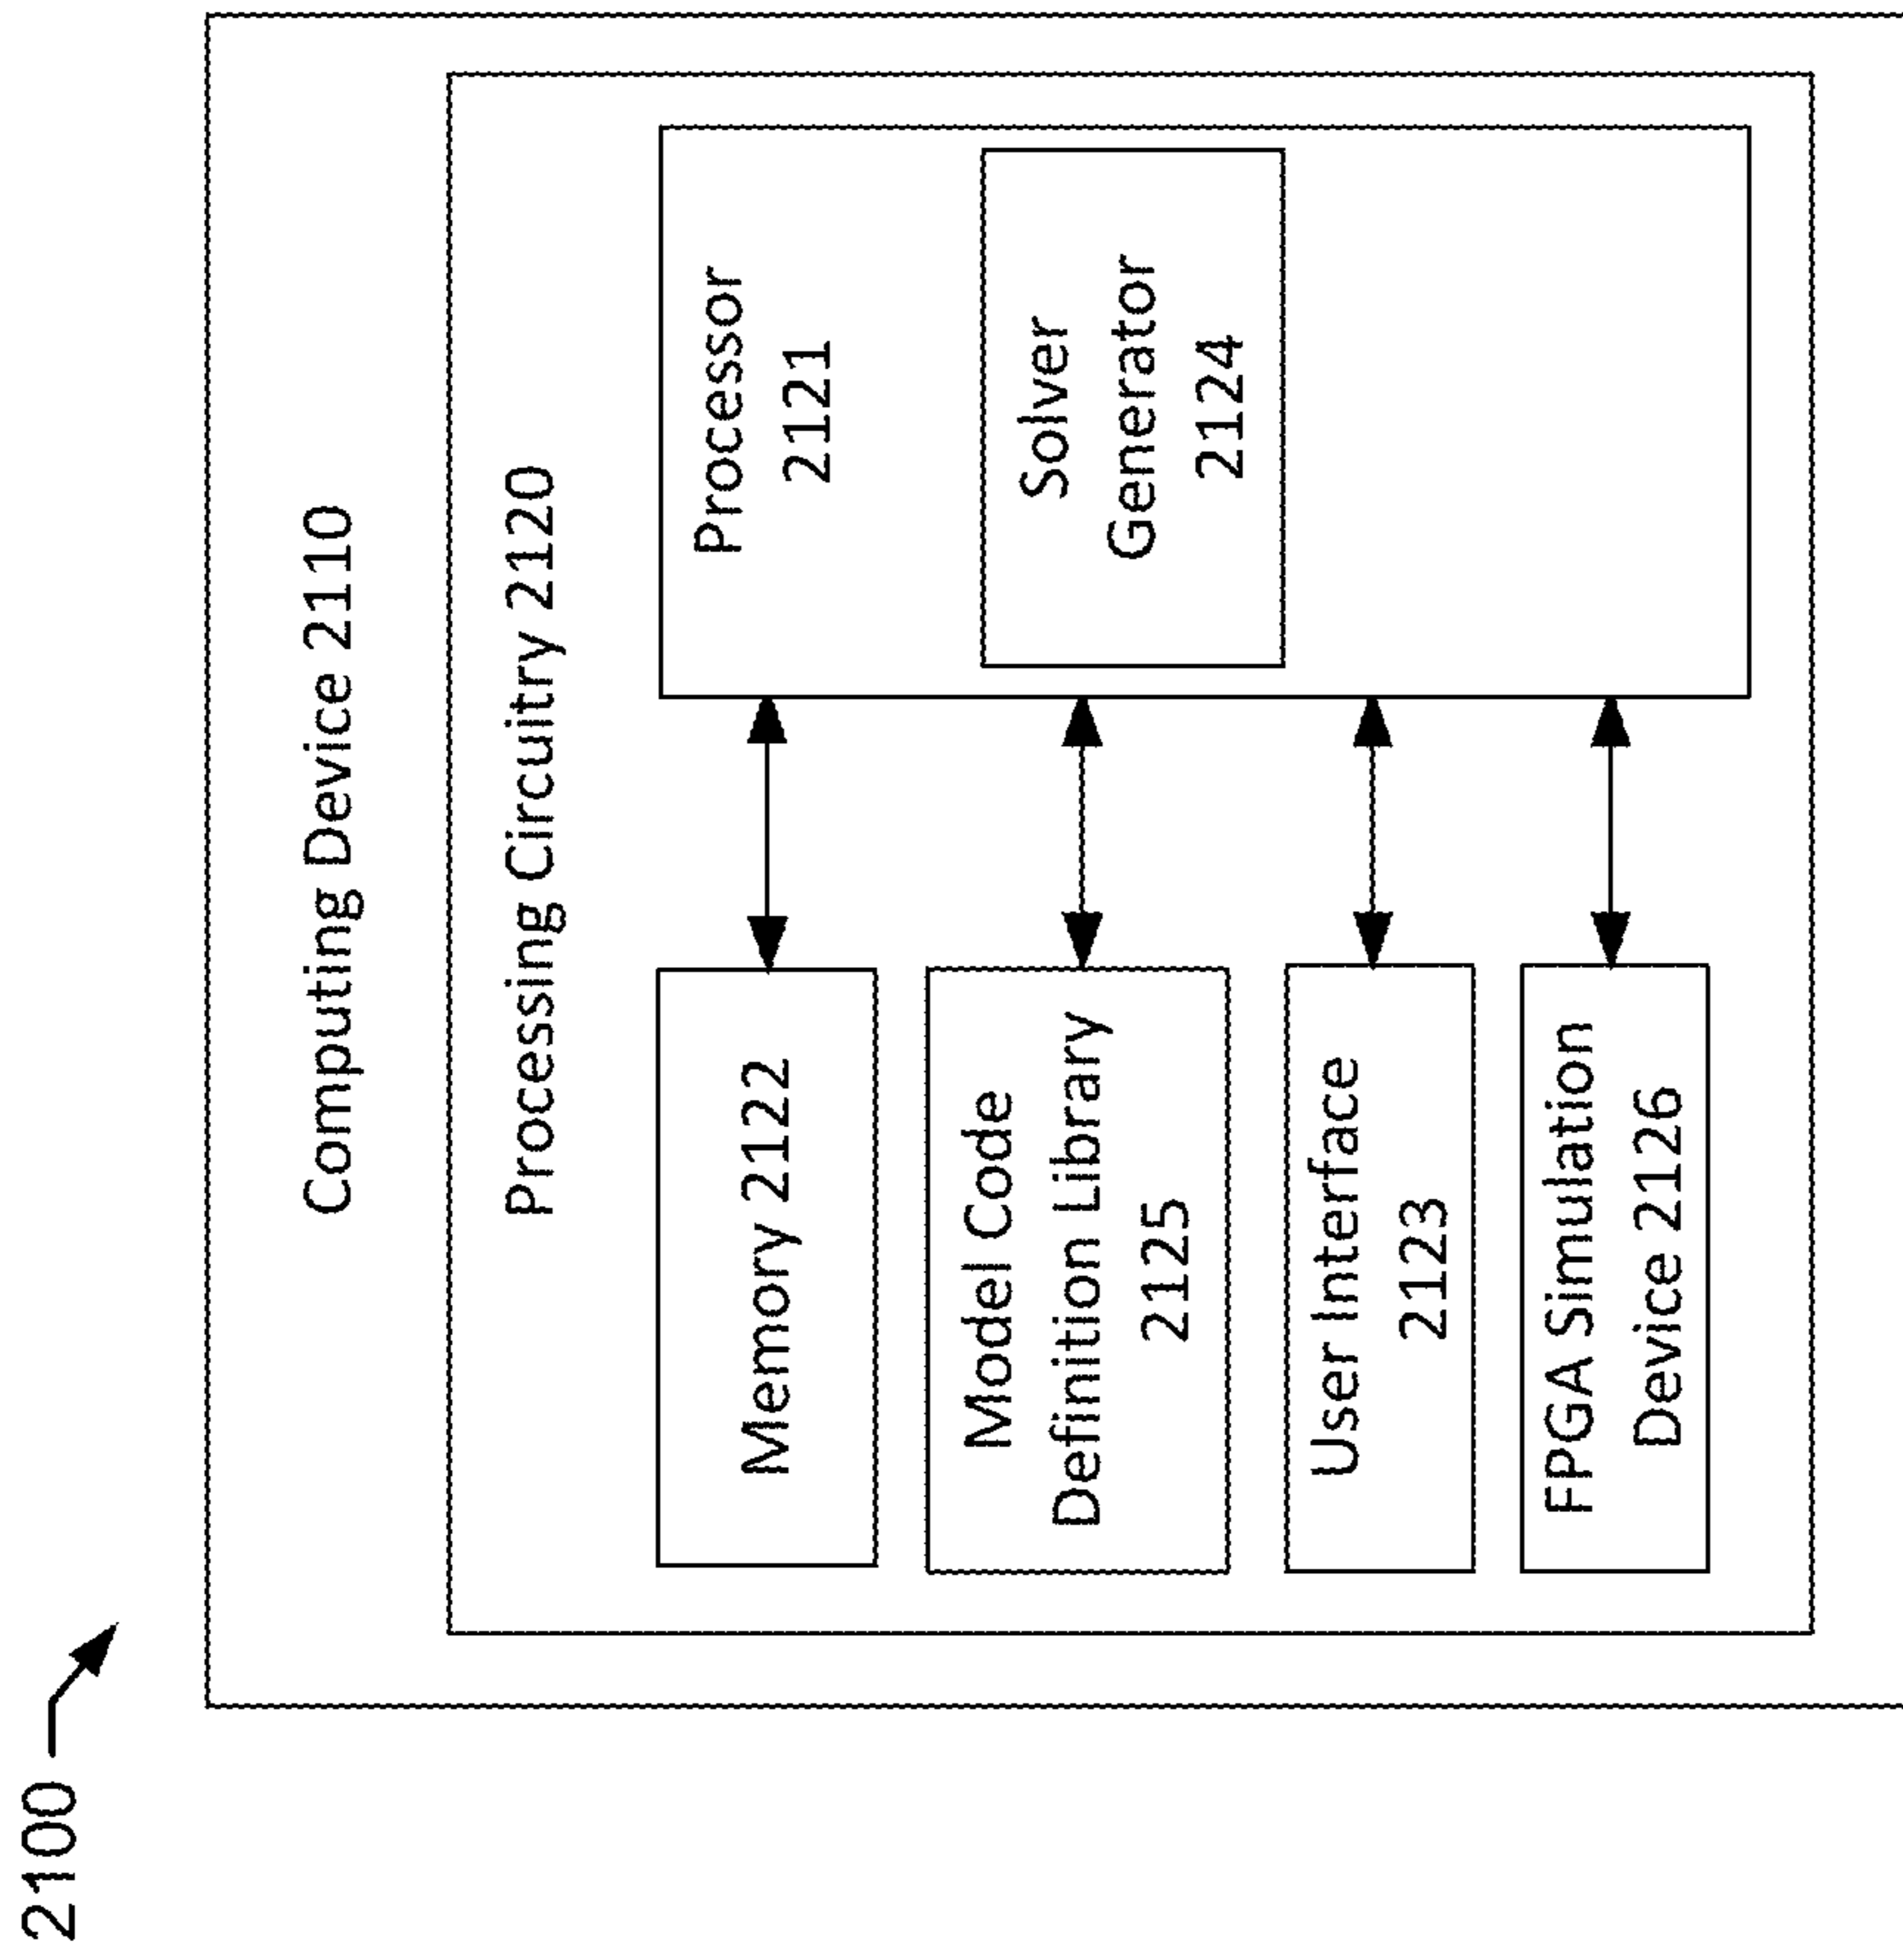 2100
Computing Device 2110
Processing Circuitry 2120
Memory 2122
Processor
2121
Model Code
Definition Library
2125
Solver
Generator
2124
User Interface
2123
FPGA Simulation
Device 2126